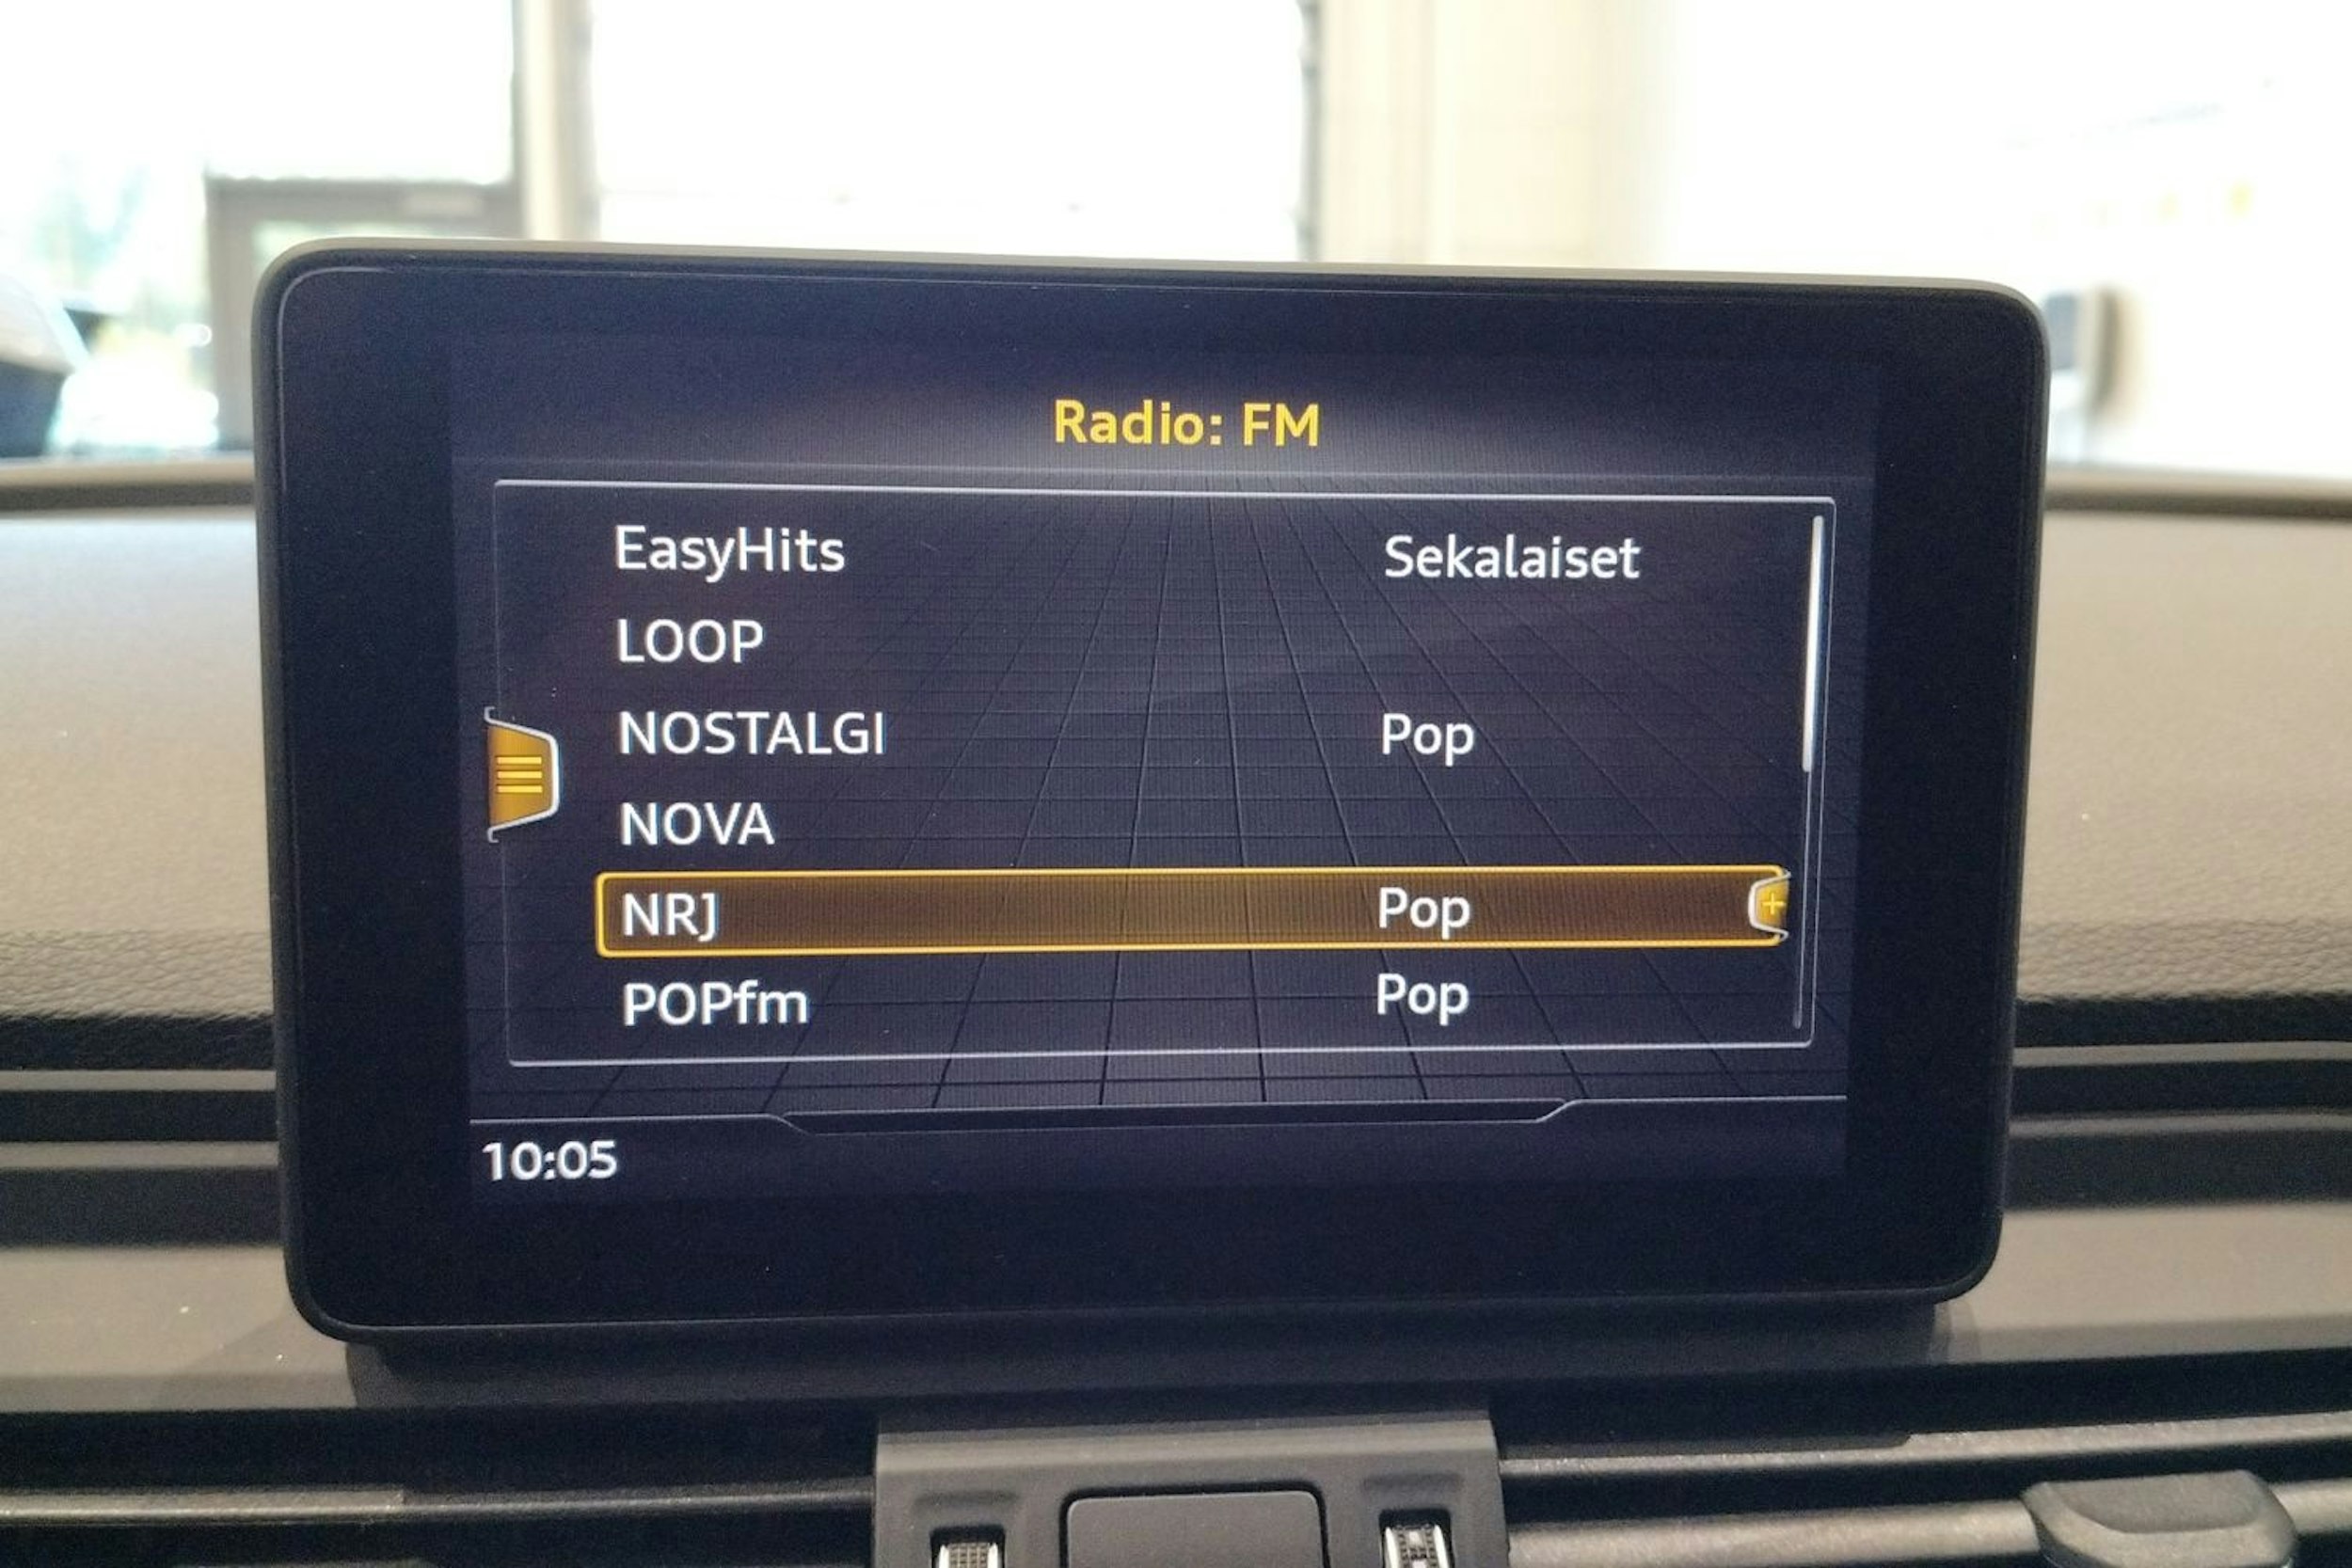 Radio: FM
EasyHits Sekalaiset
LOOP
NOSTALGI Pop
NOVA
NRJ Pop
POPfm Pop
10:05